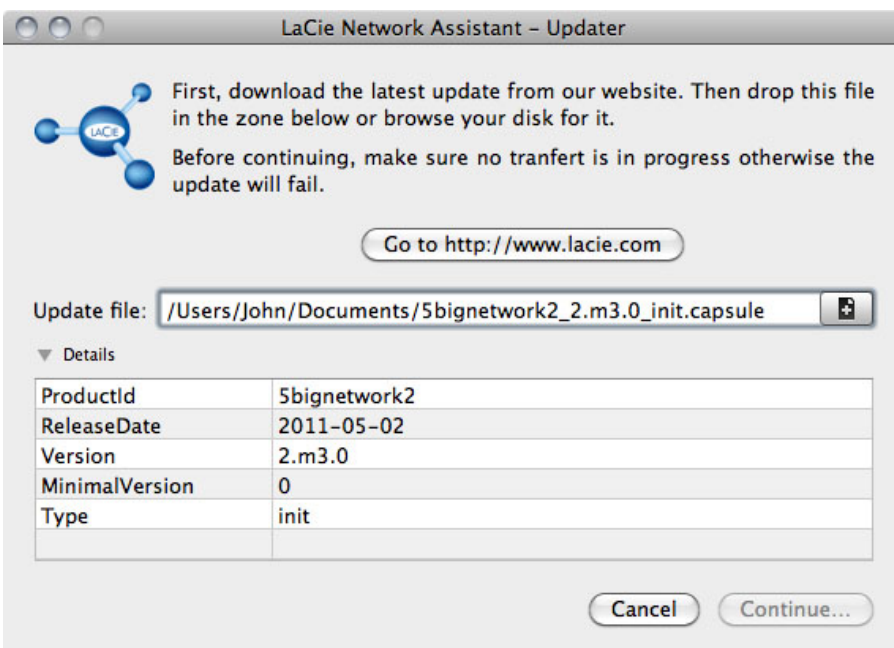 LaCie Network Assistant – Updater
First, download the latest update from our website. Then drop this file
in the zone below or browse your disk for it.
LACIE
Before continuing, make sure no tranfert is in progress otherwise the
update will fail.
Go to http://www.lacie.com
Update file: /Users/John/Documents/5bignetwork2_2.m3.0_init.capsule
Details
ProductId 5bignetwork2
ReleaseDate 2011-05-02
Version 2.m3.0
MinimalVersion 0
Type init
Cancel Continue...